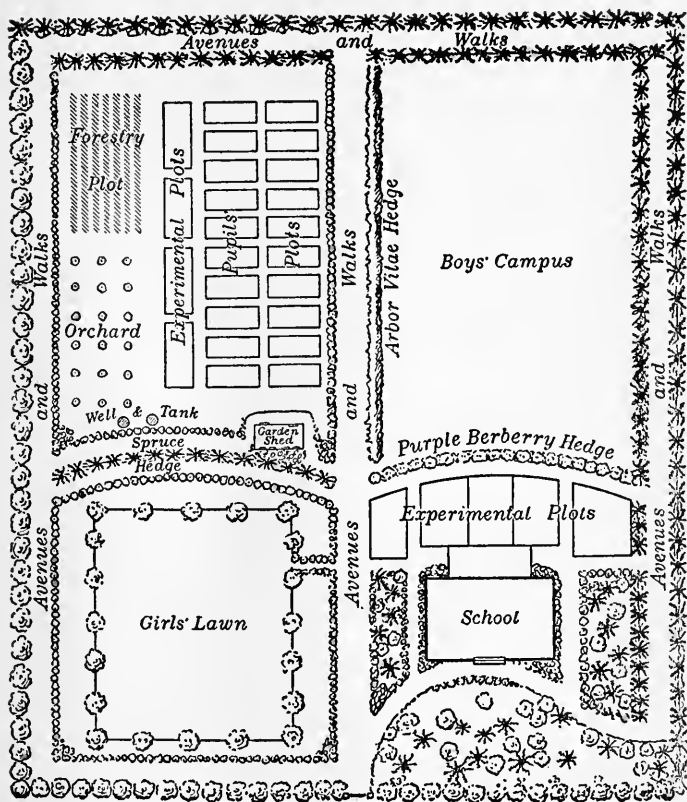 Avenues and Walks
Forestry
Plot
Experimental Plots
Pupils' Plots
Walks and Avenues
Orchard
Well & Tank
Garden
Shed
Spruce
Hedge
Walks and Avenues
Arbor Vitae Hedge
Boys' Campus
Walks and Avenues
Purple Berberry Hedge
Experimental Plots
Girls' Lawn
School